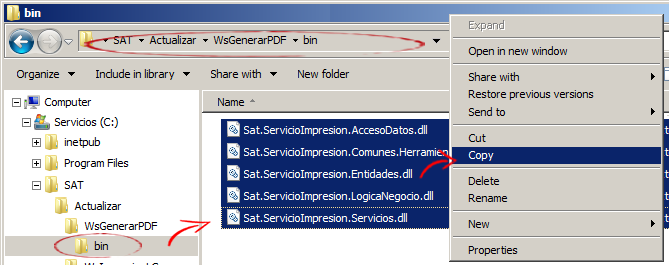 bin
SAT Actualizar WsGenerarPDF bin
Organize Include in library Share with New folder
Computer
Servicios (C:)
inetpub
Program Files
SAT
Actualizar
WsGenerarPDF
bin
Name
Sat.ServicioImpresion.AccesoDatos.dll
Sat.ServicioImpresion.Comunes.Herramien
Sat.ServicioImpresion.Entidades.dll
Sat.ServicioImpresion.LogicaNegocio.dll
Sat.ServicioImpresion.Servicios.dll
Expand
Open in new window
Share with
Restore previous versions
Send to
Cut
Copy
Delete
Rename
New
Properties